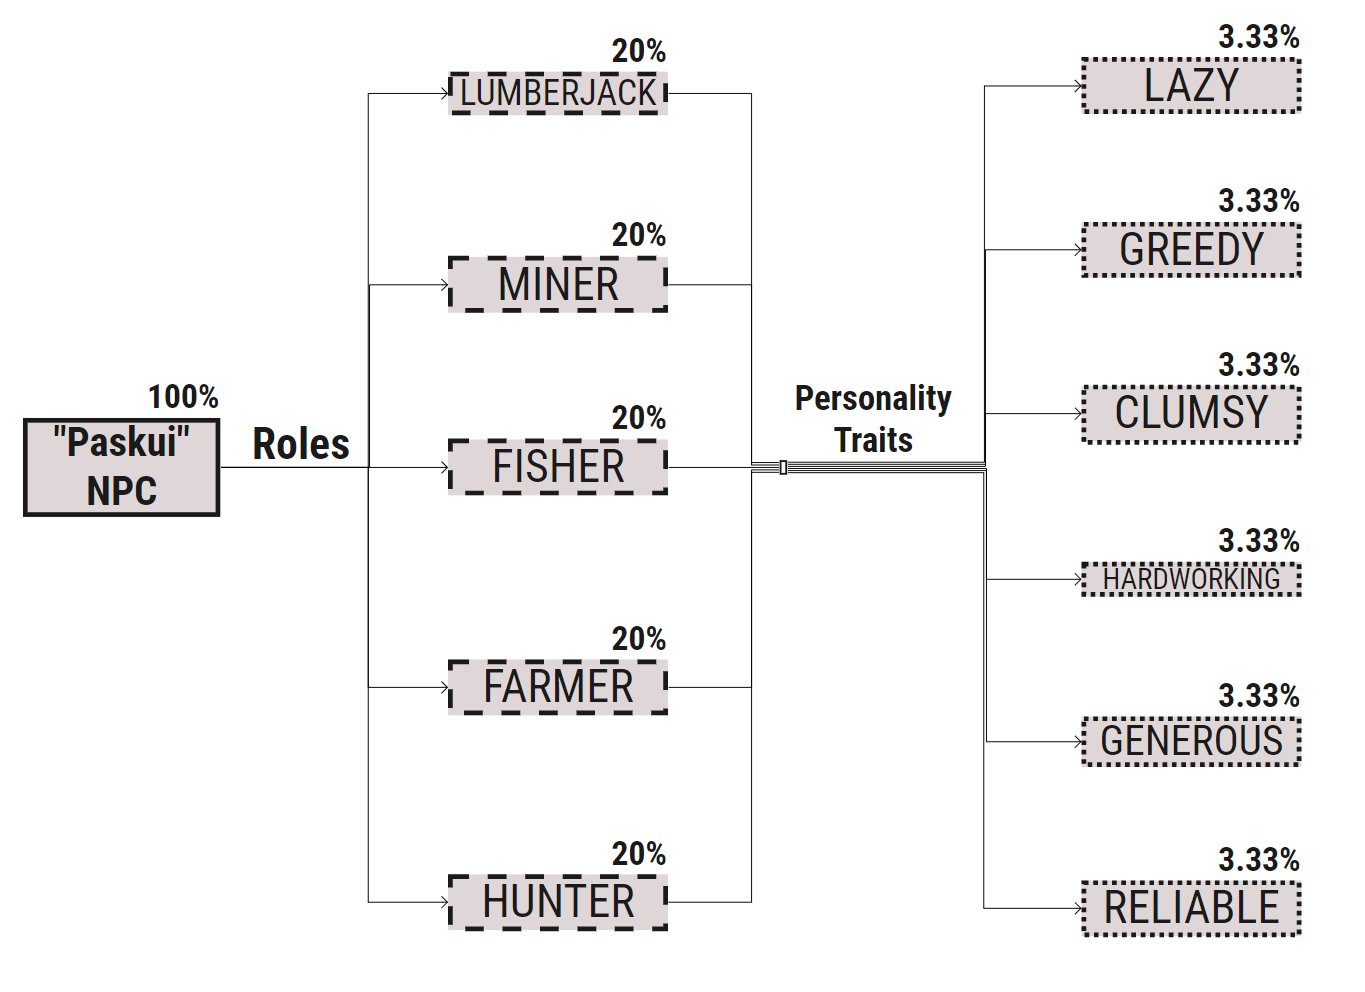 100%
"Paskui"
NPC
Roles
20%
LUMBERJACK
20%
MINER
20%
FISHER
20%
FARMER
20%
HUNTER
Personality
Traits
3.33%
LAZY
3.33%
GREEDY
3.33%
CLUMSY
3.33%
HARDWORKING
3.33%
GENEROUS
3.33%
RELIABLE